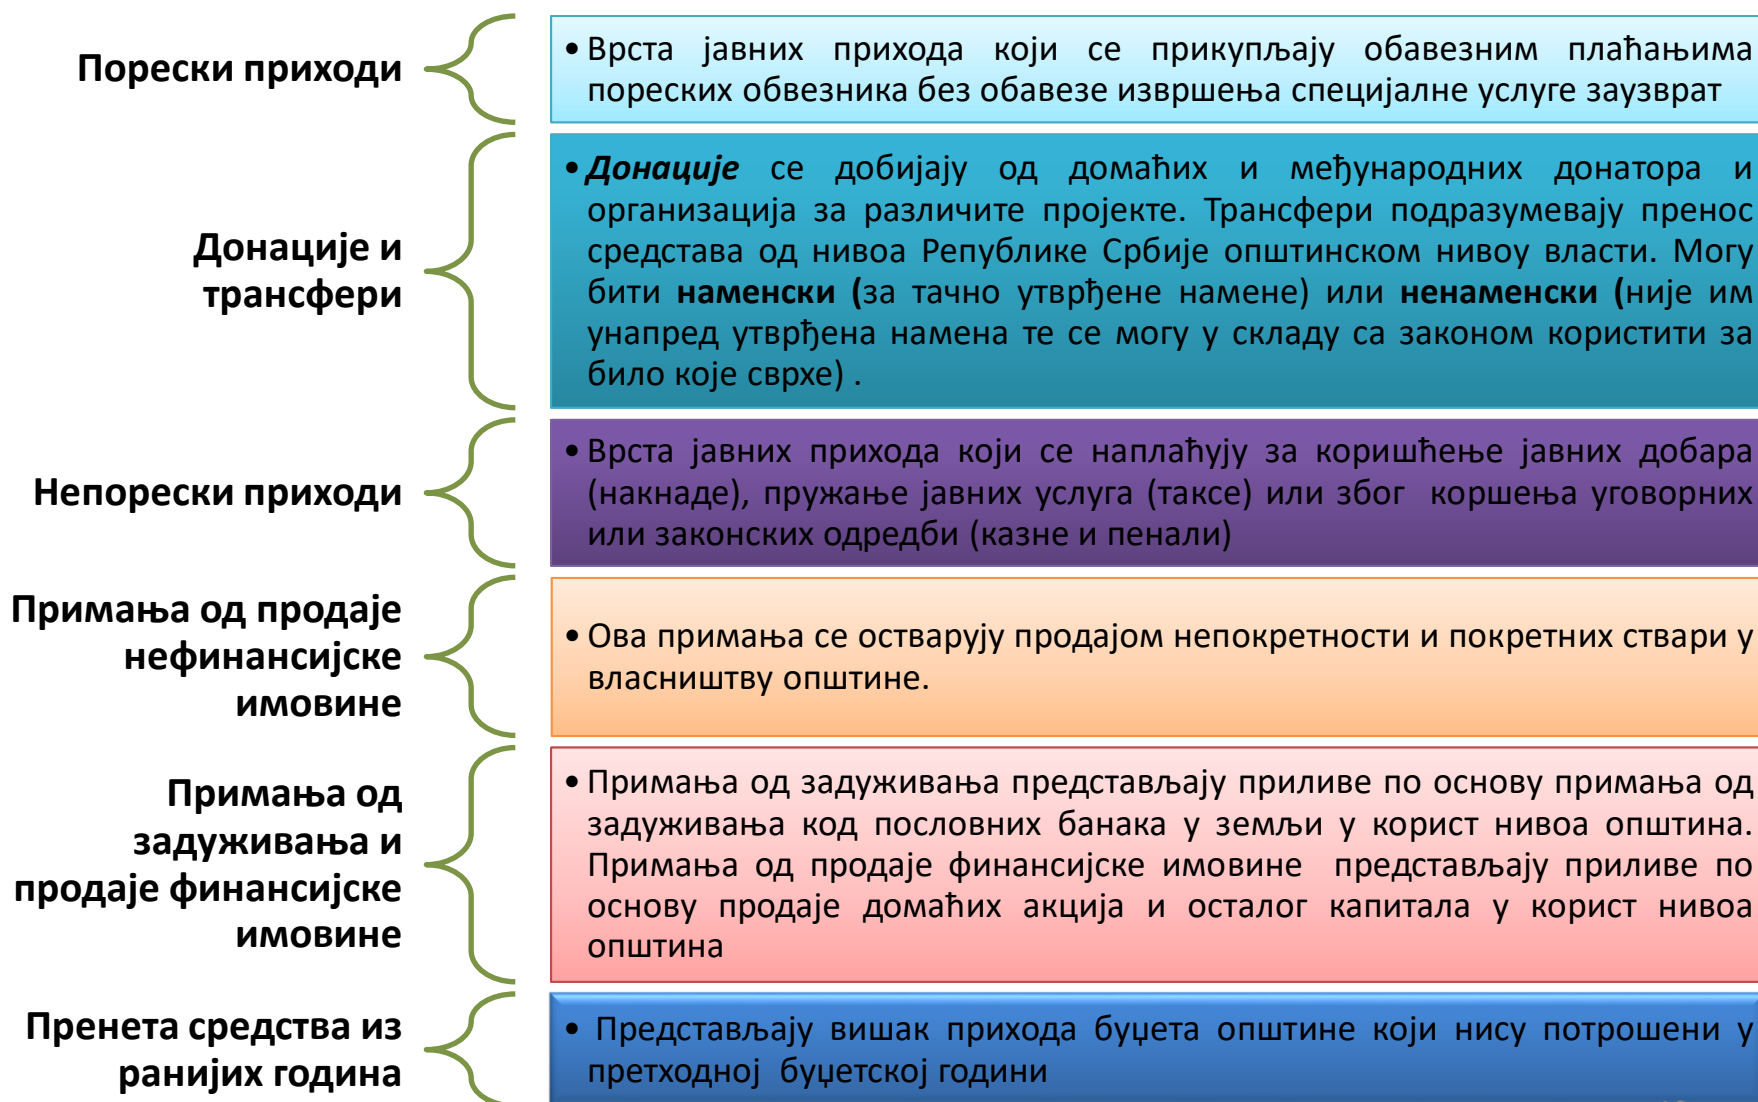 Порески приходи
• Врста јавних прихода који се прикупљају обавезним плаћањима
пореских обвезника без обавезе извршења специјалне услуге заузврат
Донације и
трансфери
• Донације се добијају од домаћих и међународних донатора и
организација за различите пројекте. Трансфери подразумевају пренос
средстава од нивоа Републике Србије општинском нивоу власти. Могу
бити наменски (за тачно утврђене намене) или ненаменски (није им
унапред утврђена намена те се могу у складу са законом користити за
било које сврхе) .
Непорески приходи
• Врста јавних прихода који се наплаћују за коришћење јавних добара
(накнаде), пружање јавних услуга (таксе) или због коршења уговорних
или законских одредби (казне и пенали)
Примања од продаје
нефинансијске
имовине
• Ова примања се остварују продајом непокретности и покретних ствари у
власништву општине.
Примања од
задуживања и
продаје финансијске
имовине
• Примања од задуживања представљају приливе по основу примања од
задуживања код пословних банака у земљи у корист нивоа општина.
Примања од продаје финансијске имовине представљају приливе по
основу продаје домаћих акција и осталог капитала у корист нивоа
општина
Пренета средства из
ранијих година
• Представљају вишак прихода буџета општине који нису потрошени у
претходној буџетској години